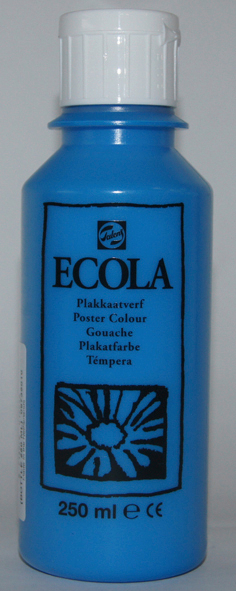 Talens
ECOLA
Plakkaatverf
Poster Colour
Gouache
Plakatfarbe
Témpera
250 ml ℮ CE